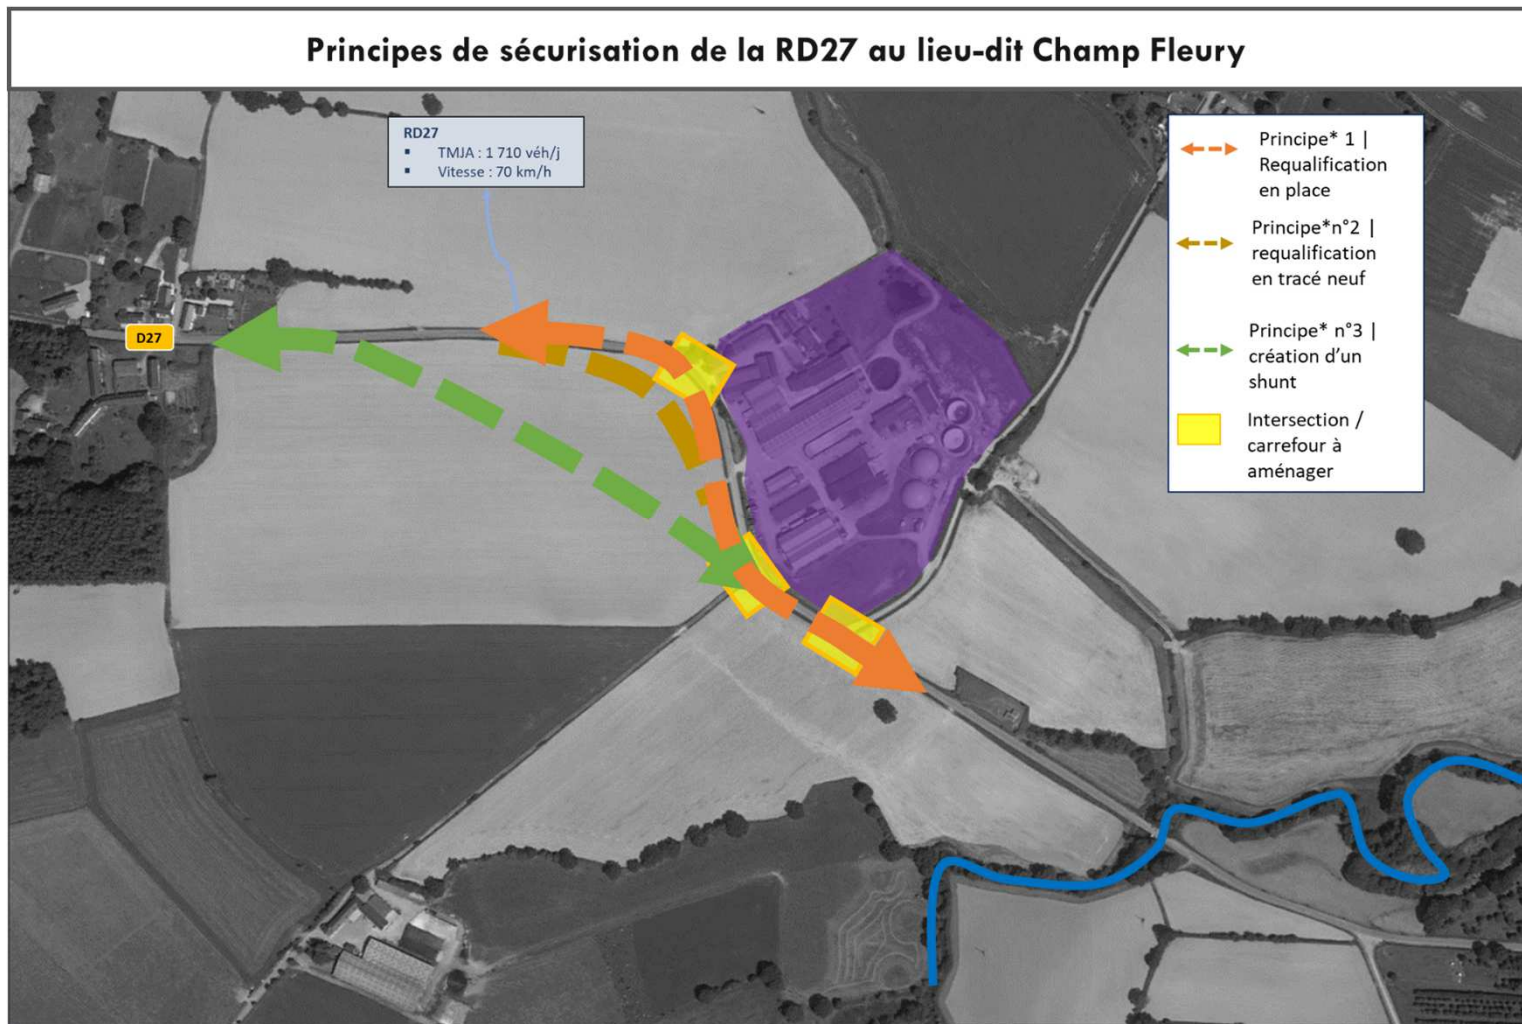 Principes de sécurisation de la RD27 au lieu-dit Champ Fleury
RD27
▪ TMJA : 1 710 véh/j
▪ Vitesse : 70 km/h
D27
Principe* 1 |
Requalification
en place
Principe*n°2 |
requalification
en tracé neuf
Principe* n°3 |
création d'un
shunt
Intersection /
carrefour à
aménager